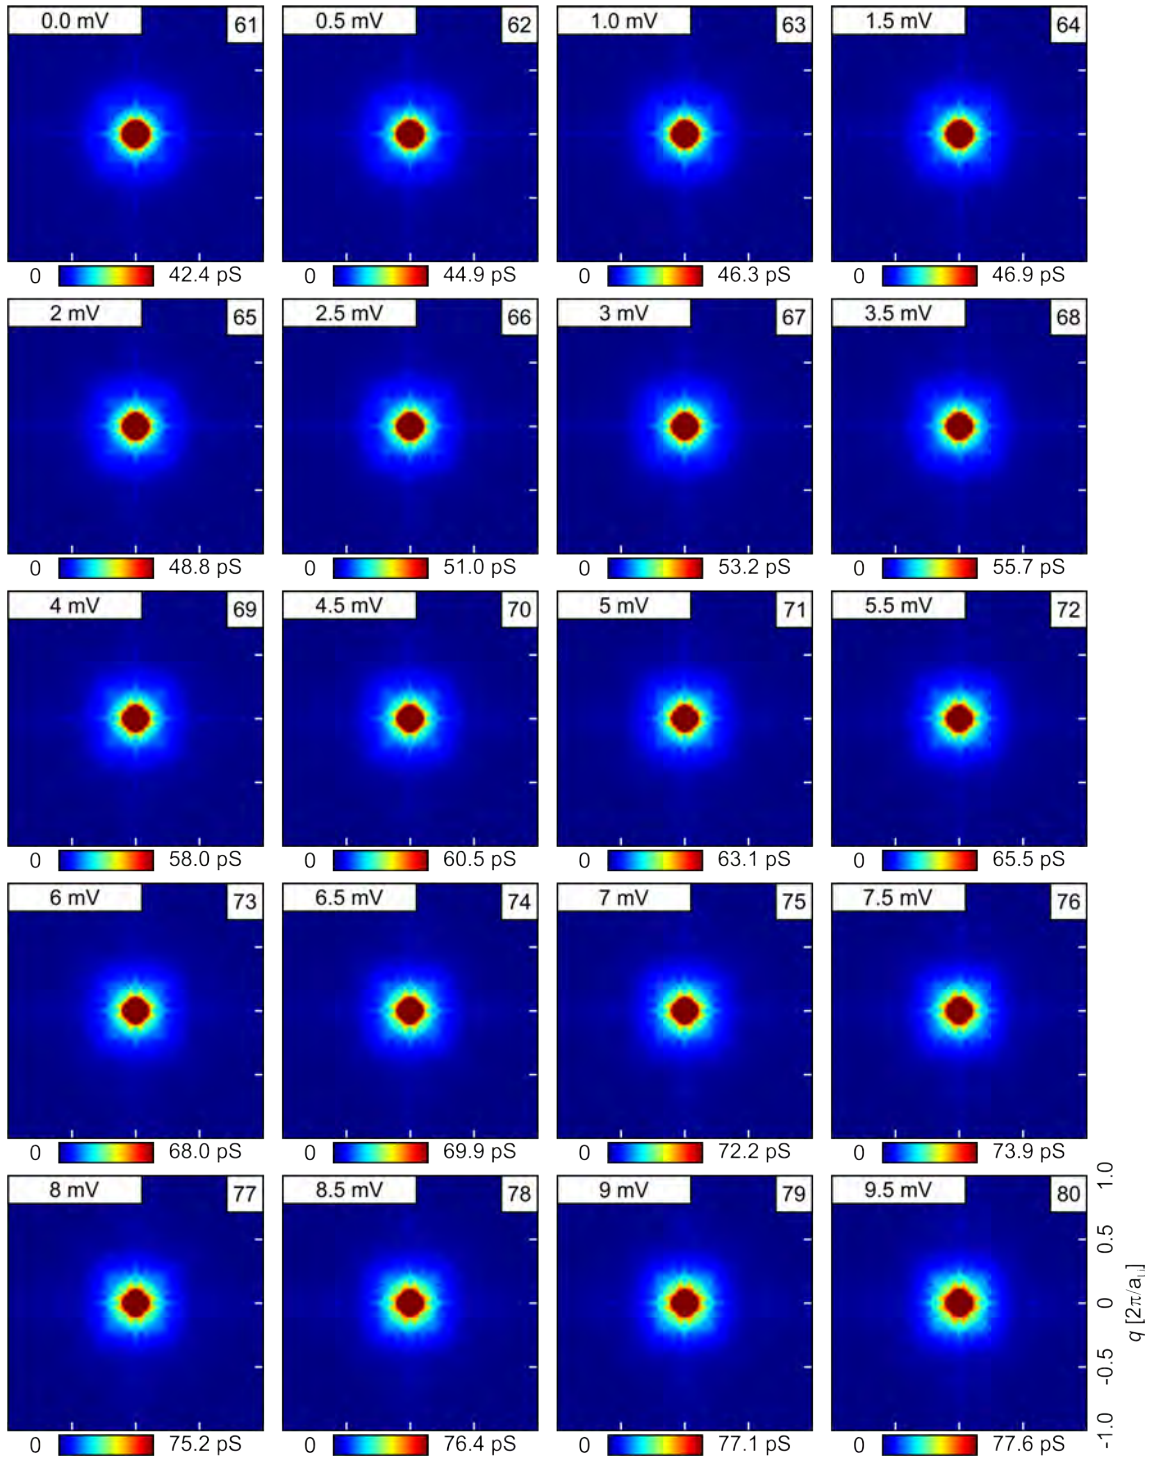 0.0 mV 61 0.5 mV 62 1.0 mV 63 1.5 mV 64
0 42.4 pS 0 44.9 pS 0 46.3 pS 0 46.9 pS
2 mV 65 2.5 mV 66 3 mV 67 3.5 mV 68
0 48.8 pS 0 51.0 pS 0 53.2 pS 0 55.7 pS
4 mV 69 4.5 mV 70 5 mV 71 5.5 mV 72
0 58.0 pS 0 60.5 pS 0 63.1 pS 0 65.5 pS
6 mV 73 6.5 mV 74 7 mV 75 7.5 mV 76
0 68.0 pS 0 69.9 pS 0 72.2 pS 0 73.9 pS
8 mV 77 8.5 mV 78 9 mV 79 9.5 mV 80
0 75.2 pS 0 76.4 pS 0 77.1 pS 0 77.6 pS
-1.0 -0.5 0 0.5 1.0
q [2π/a]